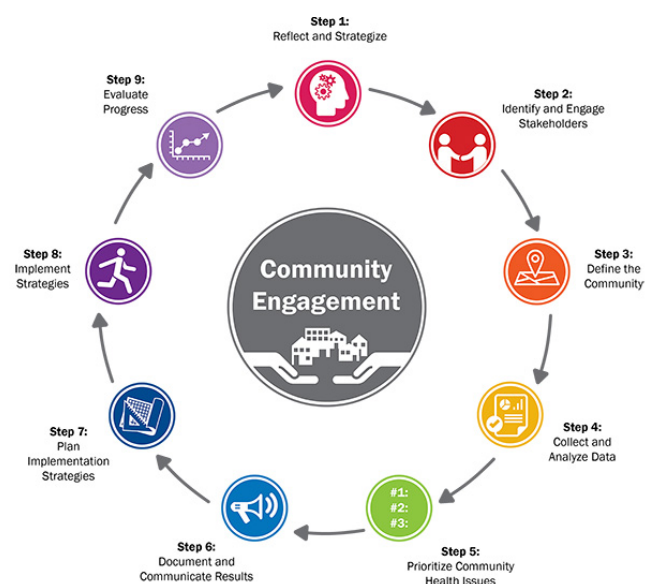 Step 1:
Reflect and Strategize
Step 2:
Identify and Engage
Stakeholders
Step 3:
Define the
Community
Step 4:
Collect and
Analyze Data
Step 5:
Prioritize Community
Health Issues
#1:
#2:
#3:
Step 6:
Document and
Communicate Results
Step 7:
Plan
Implementation
Strategies
Step 8:
Implement
Strategies
Step 9:
Evaluate
Progress
Community
Engagement